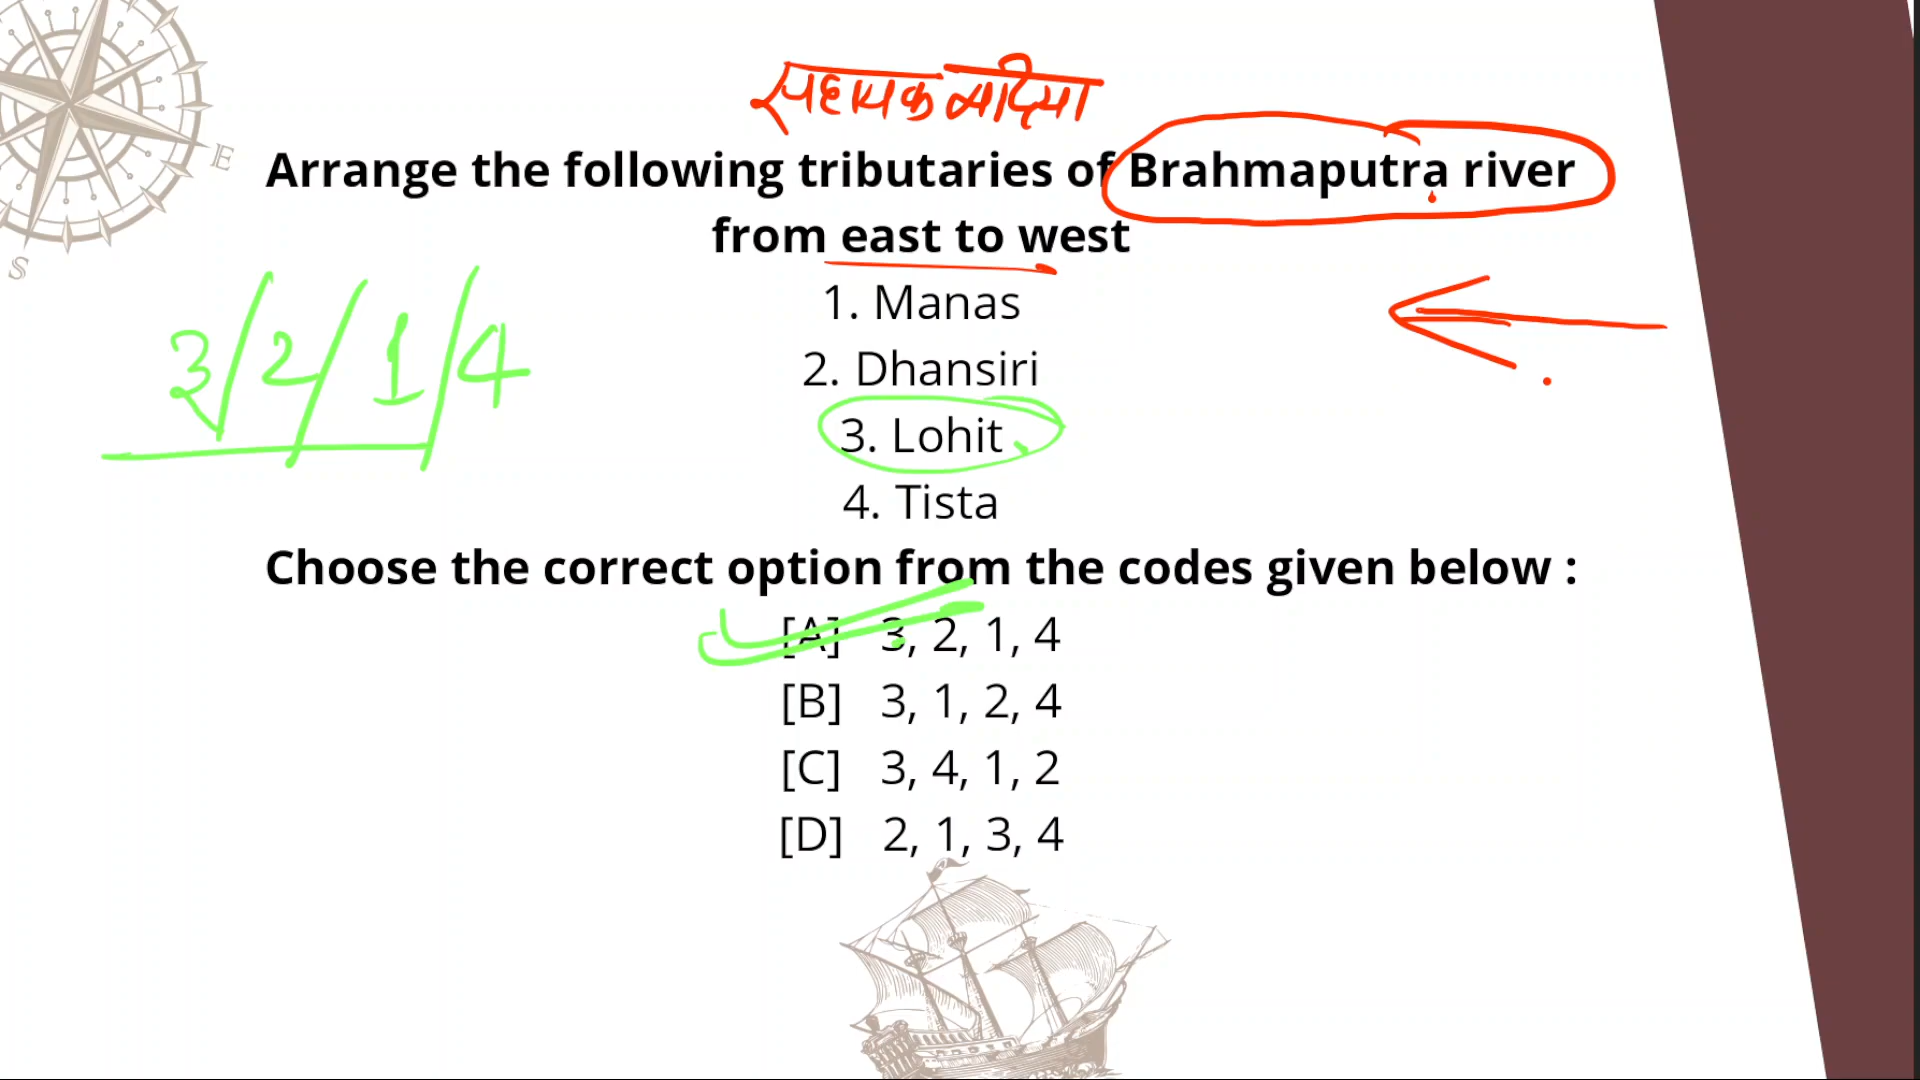 सहायक नदिया
Arrange the following tributaries of Brahmaputra river
from east to west
1. Manas
2. Dhansiri
3. Lohit
4. Tista
3/2/1/4
Choose the correct option from the codes given below :
[A] 3, 2, 1, 4
[B] 3, 1, 2, 4
[C] 3, 4, 1, 2
[D] 2, 1, 3, 4
E
S